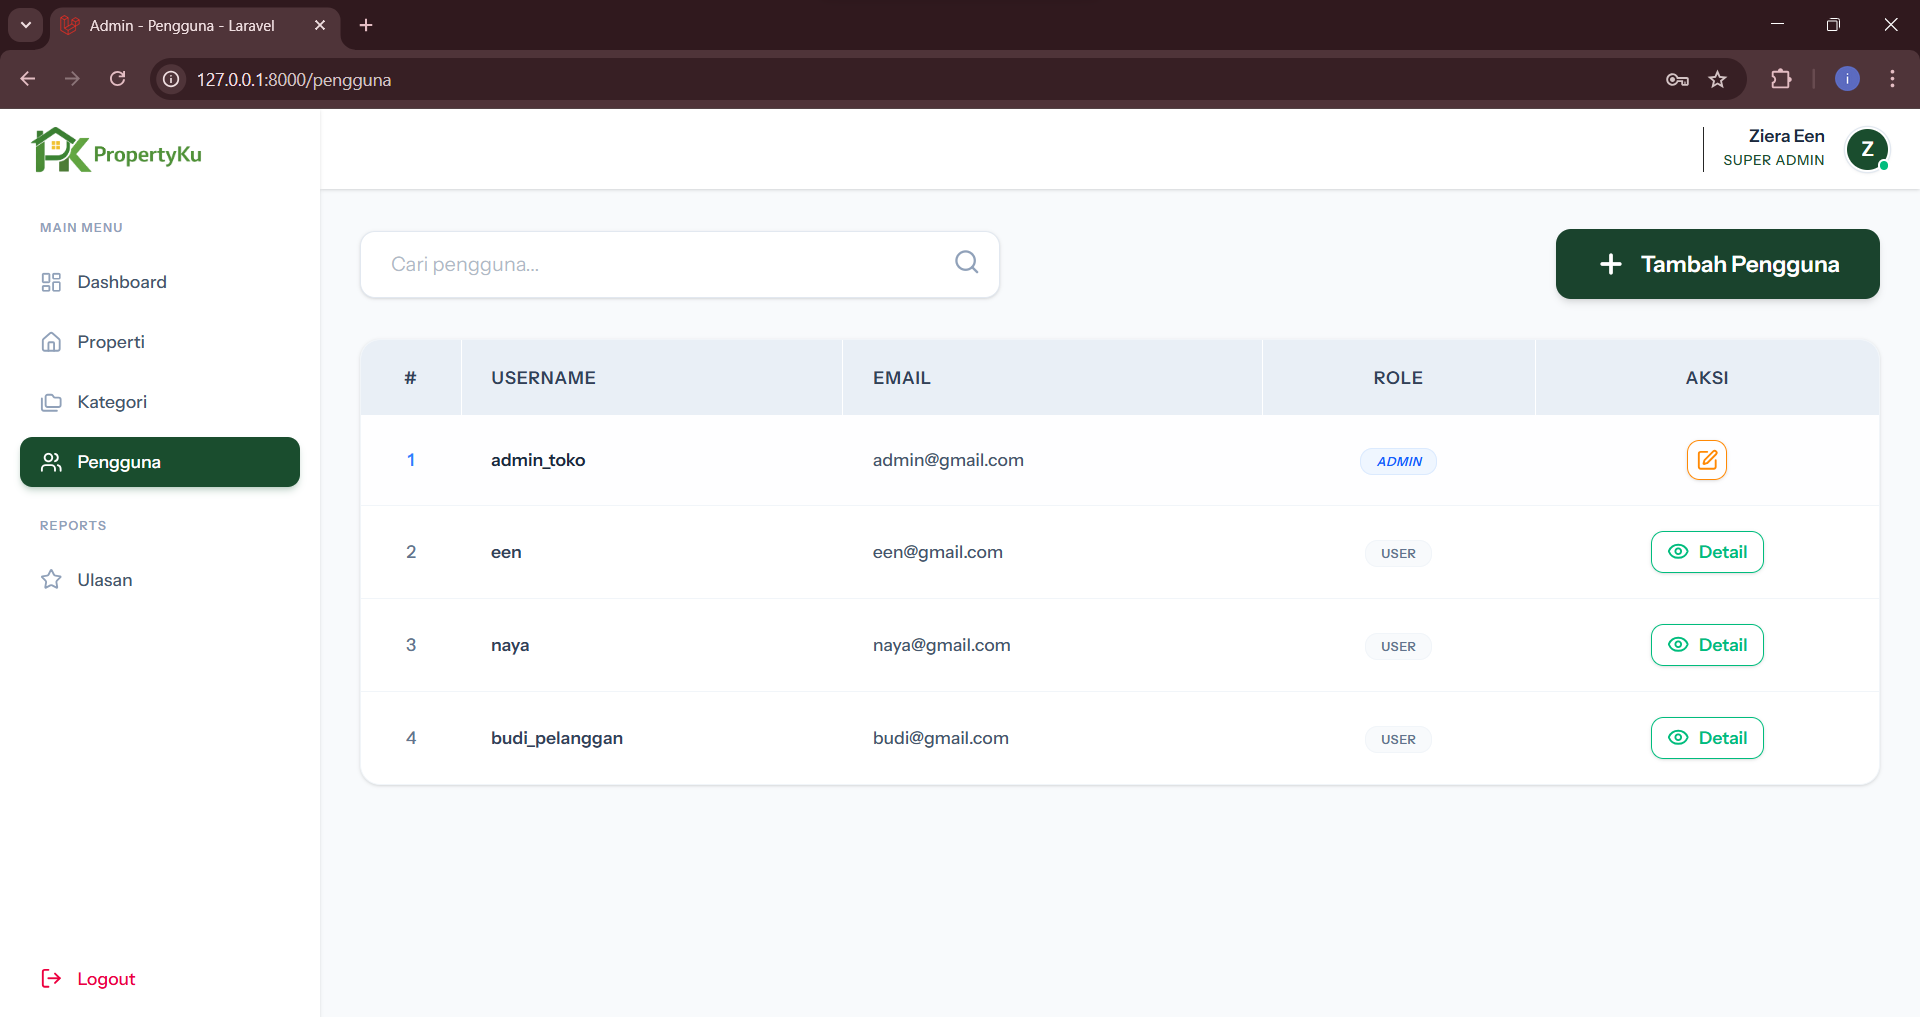 Admin - Pengguna - Laravel
127.0.0.1:8000/pengguna
i
PK PropertyKu
Ziera Een
SUPER ADMIN
Z
MAIN MENU
Dashboard
Properti
Kategori
Pengguna
REPORTS
Ulasan
Logout
Cari pengguna...
+ Tambah Pengguna
# USERNAME EMAIL ROLE AKSI
1 admin_toko admin@gmail.com ADMIN
2 een een@gmail.com USER Detail
3 naya naya@gmail.com USER Detail
4 budi_pelanggan budi@gmail.com USER Detail